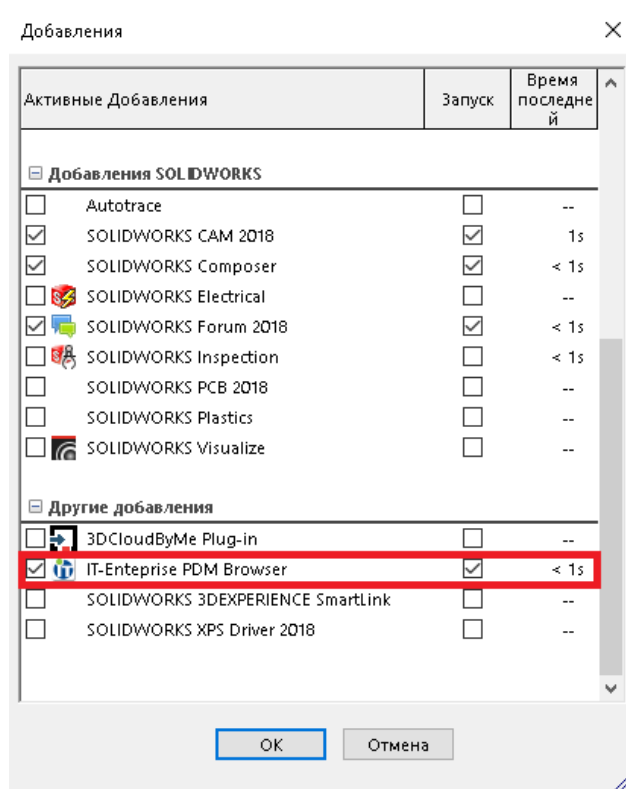 Добавления
Активные Добавления
Запуск
Время
последне
й
Добавления SOLIDWORKS
Autotrace --
SOLIDWORKS CAM 2018 1s
SOLIDWORKS Composer < 1s
SOLIDWORKS Electrical --
SOLIDWORKS Forum 2018 < 1s
SOLIDWORKS Inspection < 1s
SOLIDWORKS PCB 2018 --
SOLIDWORKS Plastics --
SOLIDWORKS Visualize --
Другие добавления
3DCloudByMe Plug-in --
IT-Enteprise PDM Browser < 1s
SOLIDWORKS 3DEXPERIENCE SmartLink --
SOLIDWORKS XPS Driver 2018 --
OK Отмена